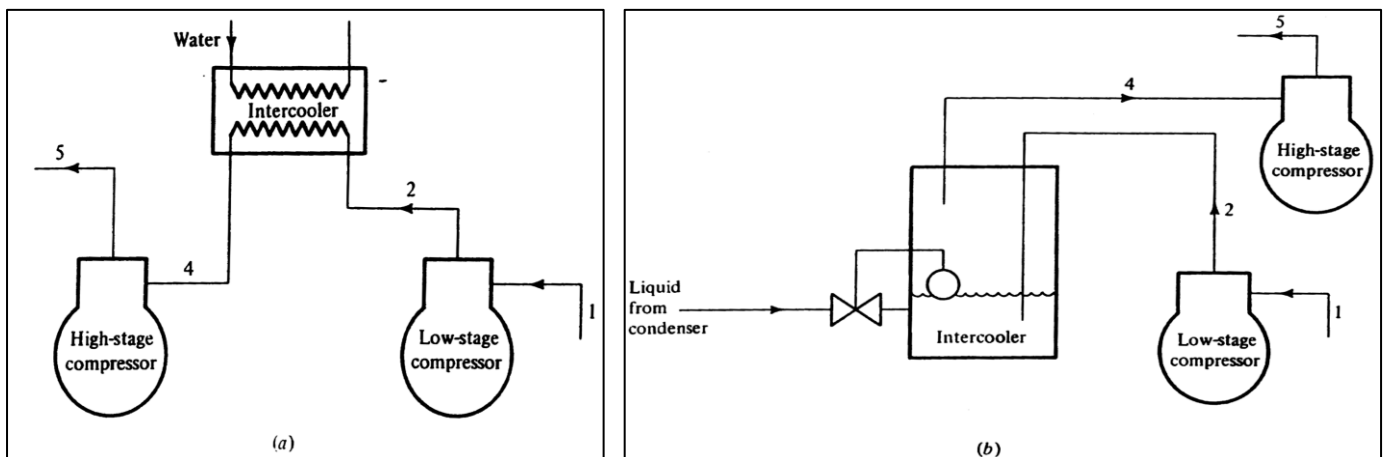 Water
Intercooler
5
2
4
1
High-stage
compressor
Low-stage
compressor
(a)
5
4
High-stage
compressor
2
Liquid
from
condenser
Intercooler
1
Low-stage
compressor
(b)